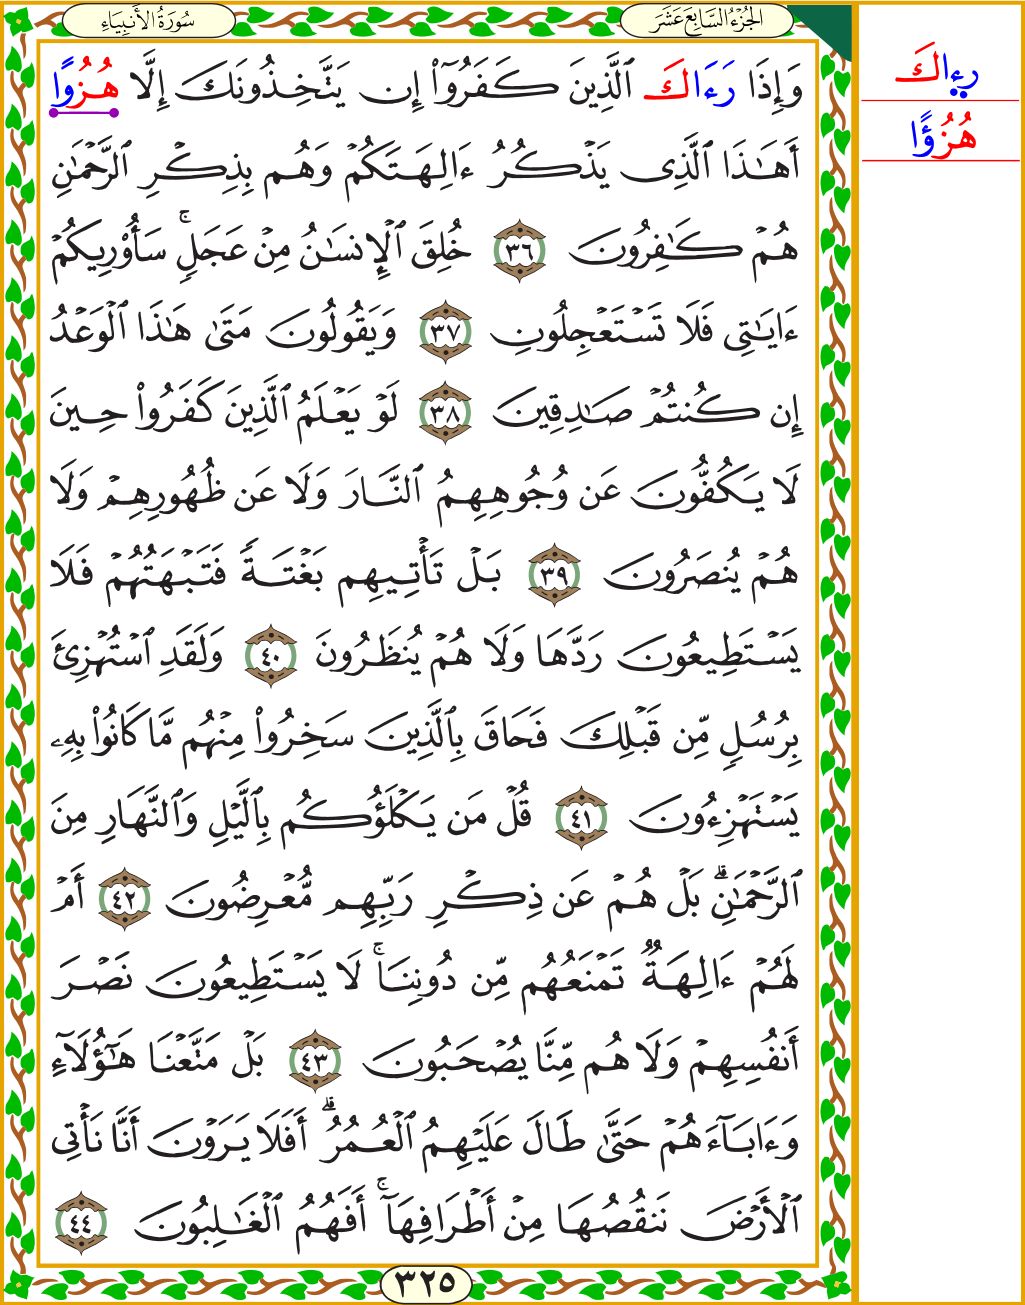 الجُزْءُ السَّابِعَ عَشَرَ
سُورَةُ الأَنبِيَاءِ
وَإِذَا رَءَاكَ ٱلَّذِينَ كَفَرُوٓا۟ إِن يَتَّخِذُونَكَ إِلَّا هُزُوًا
أَهَـٰذَا ٱلَّذِى يَذْكُرُ ءَالِهَتَكُمْ وَهُم بِذِكْرِ ٱلرَّحْمَـٰنِ
هُمْ كَـٰفِرُونَ ٣٦ خُلِقَ ٱلْإِنسَـٰنُ مِنْ عَجَلٍ ۚ سَأُو۟رِيكُمْ
ءَايَـٰتِى فَلَا تَسْتَعْجِلُونِ ٣٧ وَيَقُولُونَ مَتَىٰ هَـٰذَا ٱلْوَعْدُ
إِن كُنتُمْ صَـٰدِقِينَ ٣٨ لَوْ يَعْلَمُ ٱلَّذِينَ كَفَرُوا۟ حِينَ
لَا يَكُفُّونَ عَن وُجُوهِهِمُ ٱلنَّارَ وَلَا عَن ظُهُورِهِمْ وَلَا
هُمْ يُنصَرُونَ ٣٩ بَلْ تَأْتِيهِم بَغْتَةً فَتَبْهَتُهُمْ فَلَا
يَسْتَطِيعُونَ رَدَّهَا وَلَا هُمْ يُنظَرُونَ ٤٠ وَلَقَدِ ٱسْتُهْزِئَ
بِرُسُلٍ مِّن قَبْلِكَ فَحَاقَ بِٱلَّذِينَ سَخِرُوا۟ مِنْهُم مَّا كَانُوا۟ بِهِۦ
يَسْتَهْزِءُونَ ٤١ قُلْ مَن يَكْلَؤُكُم بِٱلَّيْلِ وَٱلنَّهَارِ مِنَ
ٱلرَّحْمَـٰنِ ۗ بَلْ هُمْ عَن ذِكْرِ رَبِّهِم مُّعْرِضُونَ ٤٢ أَمْ
لَهُمْ ءَالِهَةٌ تَمْنَعُهُم مِّن دُونِنَا ۚ لَا يَسْتَطِيعُونَ نَصْرَ
أَنفُسِهِمْ وَلَا هُم مِّنَّا يُصْحَبُونَ ٤٣ بَلْ مَتَّعْنَا هَـٰٓؤُلَآءِ
وَءَابَآءَهُمْ حَتَّىٰ طَالَ عَلَيْهِمُ ٱلْعُمُرُ ۗ أَفَلَا يَرَوْنَ أَنَّا نَأْتِى
ٱلْأَرْضَ نَنقُصُهَا مِنْ أَطْرَافِهَآ ۚ أَفَهُمُ ٱلْغَـٰلِبُونَ ٤٤
٣٢٥
رءاكَ
هُزُؤًا